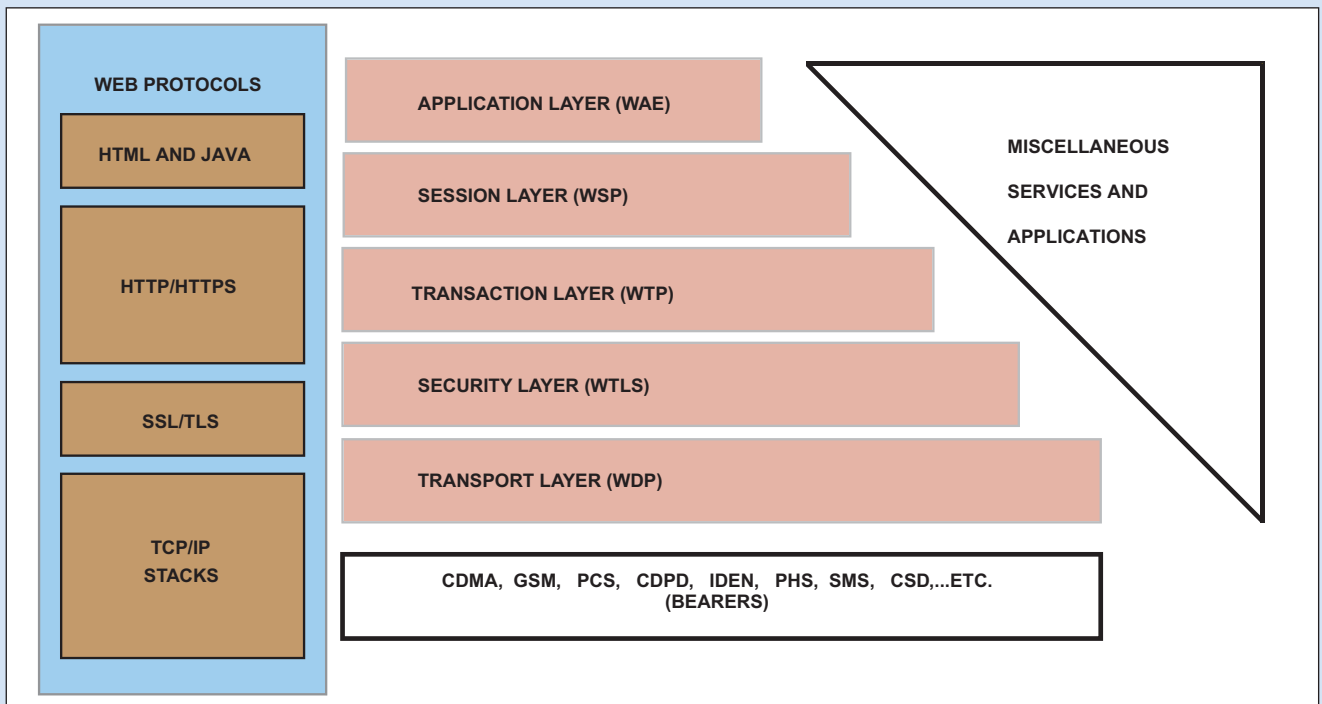 WEB PROTOCOLS
HTML AND JAVA
HTTP/HTTPS
SSL/TLS
TCP/IP
STACKS
APPLICATION LAYER (WAE)
SESSION LAYER (WSP)
TRANSACTION LAYER (WTP)
SECURITY LAYER (WTLS)
TRANSPORT LAYER (WDP)
CDMA, GSM, PCS, CDPD, IDEN, PHS, SMS, CSD,...ETC.
(BEARERS)
MISCELLANEOUS
SERVICES AND
APPLICATIONS